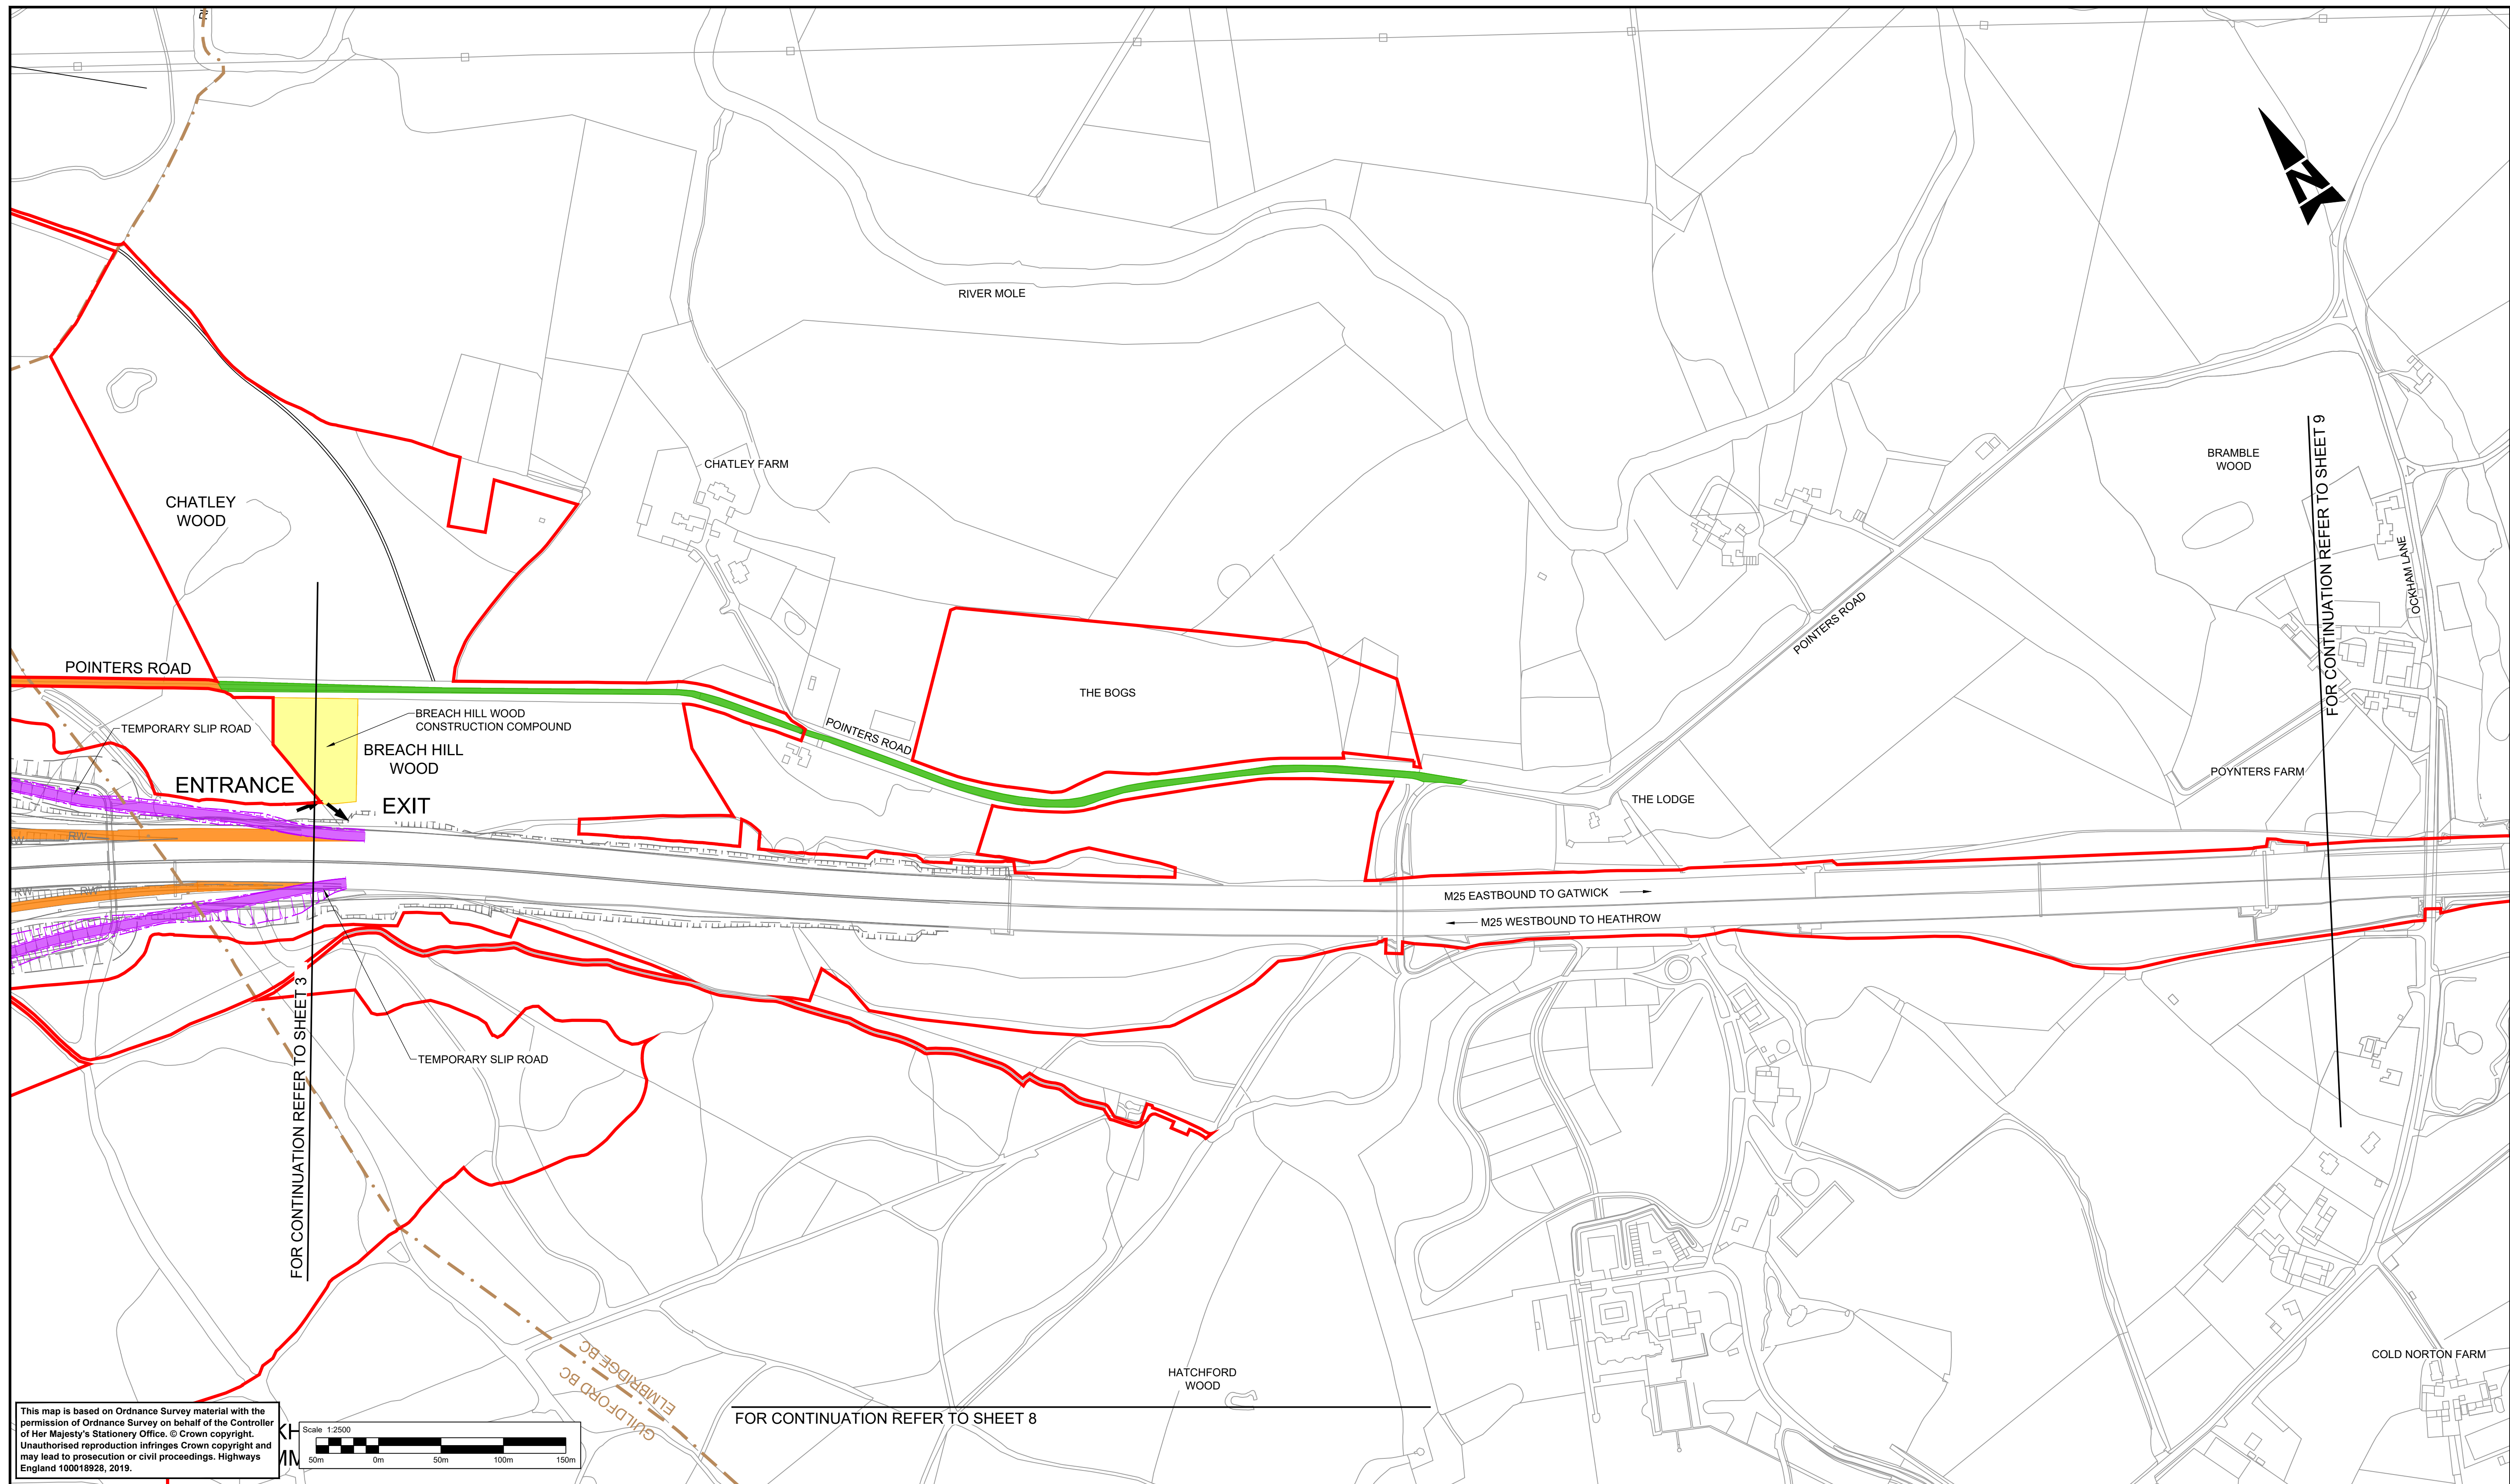 RIVER MOLE
CHATLEY FARM
CHATLEY
WOOD
BRAMBLE
WOOD
FOR CONTINUATION REFER TO SHEET 9
OCKHAM LANE
POINTERS ROAD
POINTERS ROAD
THE BOGS
BREACH HILL WOOD
CONSTRUCTION COMPOUND
POINTERS ROAD
TEMPORARY SLIP ROAD
BREACH HILL
WOOD
ENTRANCE
EXIT
POYNTERS FARM
THE LODGE
RW
RW
RW
RW
M25 EASTBOUND TO GATWICK
M25 WESTBOUND TO HEATHROW
FOR CONTINUATION REFER TO SHEET 3
TEMPORARY SLIP ROAD
ELMBRIDGE BC
GUILDFORD BC
HATCHFORD
WOOD
COLD NORTON FARM
FOR CONTINUATION REFER TO SHEET 8
N
This map is based on Ordnance Survey material with the
permission of Ordnance Survey on behalf of the Controller
of Her Majesty's Stationery Office. © Crown copyright.
Unauthorised reproduction infringes Crown copyright and
may lead to prosecution or civil proceedings. Highways
England 100018928, 2019.
Scale 1:2500
50m 0m 50m 100m 150m